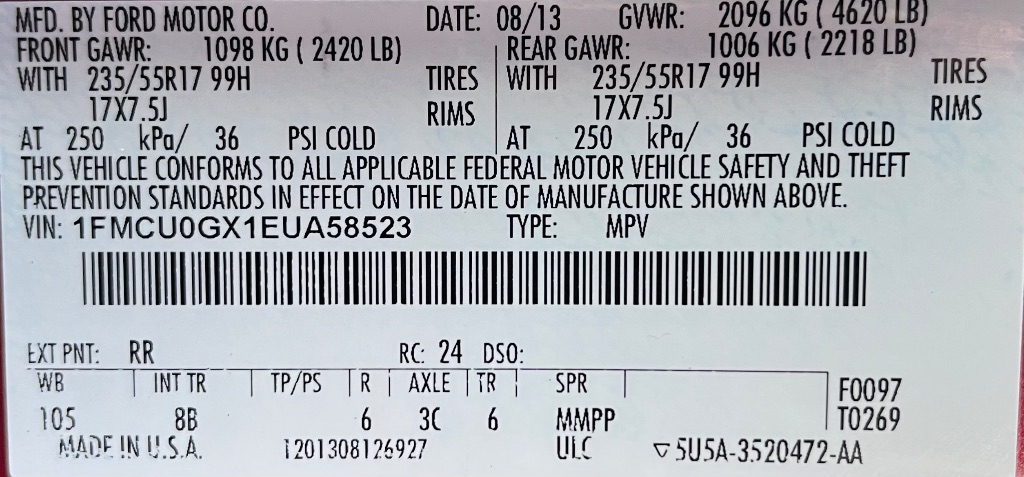 MFD. BY FORD MOTOR CO. DATE: 08/13 GVWR: 2096 KG ( 4620 LB)
FRONT GAWR: 1098 KG ( 2420 LB) REAR GAWR: 1006 KG ( 2218 LB)
WITH 235/55R17 99H TIRES WITH 235/55R17 99H TIRES
17X7.5J RIMS 17X7.5J RIMS
AT 250 kPa/ 36 PSI COLD AT 250 kPa/ 36 PSI COLD
THIS VEHICLE CONFORMS TO ALL APPLICABLE FEDERAL MOTOR VEHICLE SAFETY AND THEFT
PREVENTION STANDARDS IN EFFECT ON THE DATE OF MANUFACTURE SHOWN ABOVE.
VIN: 1FMCU0GX1EUA58523 TYPE: MPV
EXT PNT: RR RC: 24 DSO:
WB INT TR TP/PS R AXLE TR SPR F0097
105 8B 6 3C 6 MMPP T0269
MADE IN U.S.A. 1201308126927 ULC ▽5U5A-3520472-AA